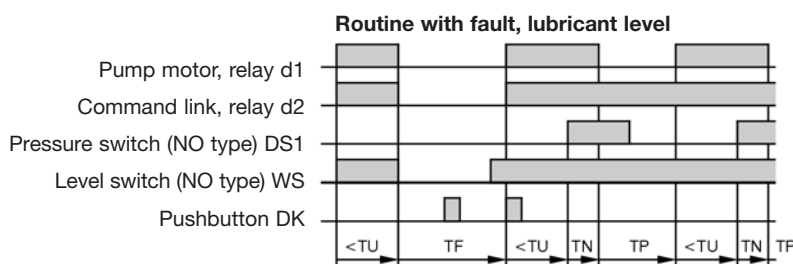 Routine with fault, lubricant level
Pump motor, relay d1
Command link, relay d2
Pressure switch (NO type) DS1
Level switch (NO type) WS
Pushbutton DK
<TU TF <TU TN TP <TU TN TP